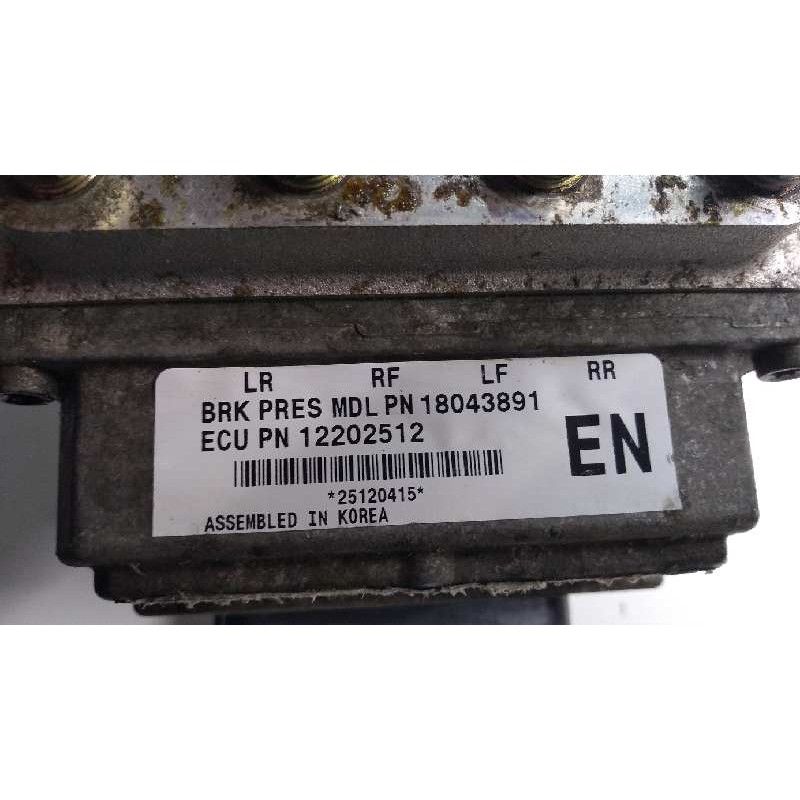 LR RF LF RR
BRK PRES MDL PN 18043891
ECU PN 12202512
EN
*25120415*
ASSEMBLED IN KOREA